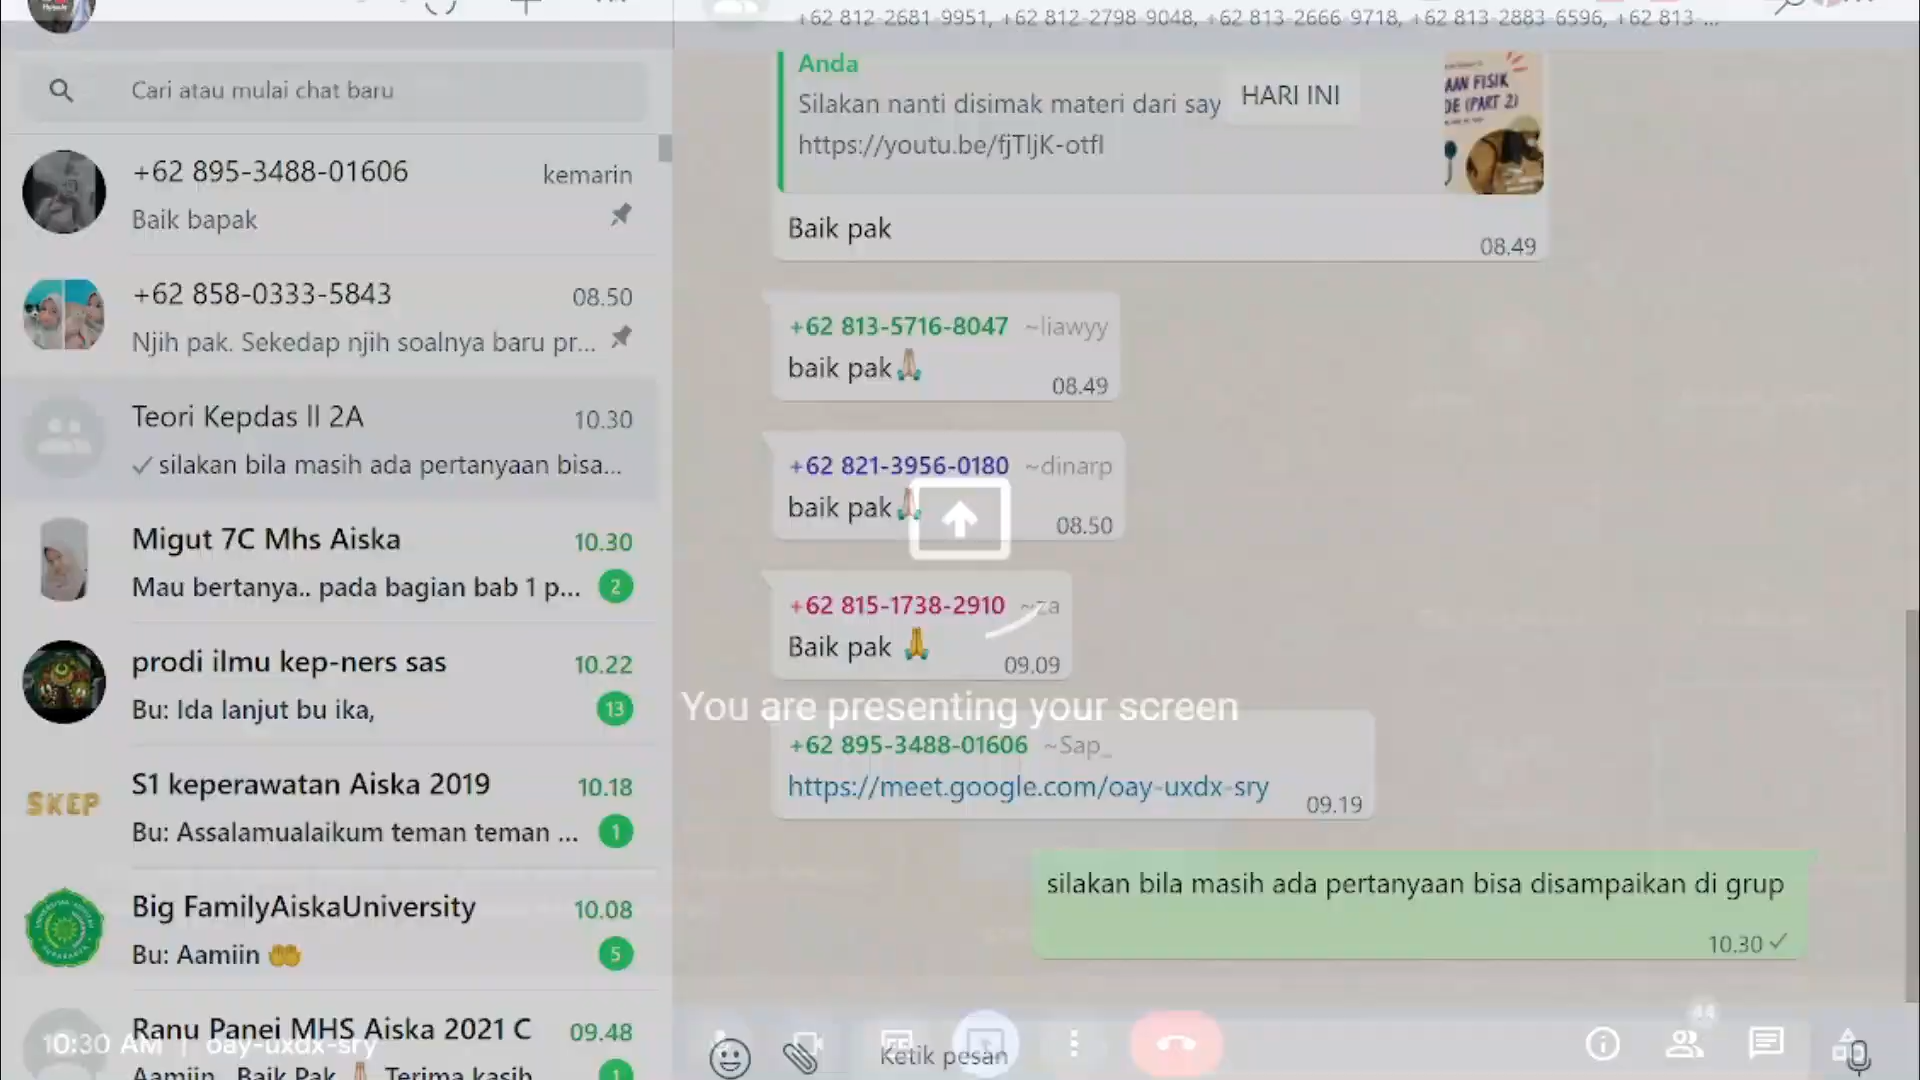 +62 812-2681-9951, +62 812-2798-9048, +62 813-2666-9718, +62 813-2883-6596, +62 813-...
Cari atau mulai chat baru
+62 895-3488-01606
kemarin
Baik bapak
+62 858-0333-5843
08.50
Njih pak. Sekedap njih soalnya baru pr...
Teori Kepdas II 2A
10.30
silakan bila masih ada pertanyaan bisa...
Migut 7C Mhs Aiska
10.30
Mau bertanya.. pada bagian bab 1 p...
2
prodi ilmu kep-ners sas
10.22
Bu: Ida lanjut bu ika,
13
SKEP
S1 keperawatan Aiska 2019
10.18
Bu: Assalamualaikum teman teman ...
1
Big FamilyAiskaUniversity
10.08
Bu: Aamiin 🤲
5
Ranu Panei MHS Aiska 2021 C
09.48
Aamiin.. Baik Pak 🙏 Terima kasih
1
10:30 AM | oay-uxdx-sry
Anda
Silakan nanti disimak materi dari say
HARI INI
https://youtu.be/fjTljK-otfI
AAN FISIK
DE (PART 2)
Baik pak
08.49
+62 813-5716-8047 ~liawyy
baik pak🙏🏻
08.49
+62 821-3956-0180 ~dinarp
baik pak🙏🏻
08.50
+62 815-1738-2910 ~za
Baik pak 🙏
09.09
You are presenting your screen
+62 895-3488-01606 ~Sap_
https://meet.google.com/oay-uxdx-sry
09.19
silakan bila masih ada pertanyaan bisa disampaikan di grup
10.30
Ketik pesan
44